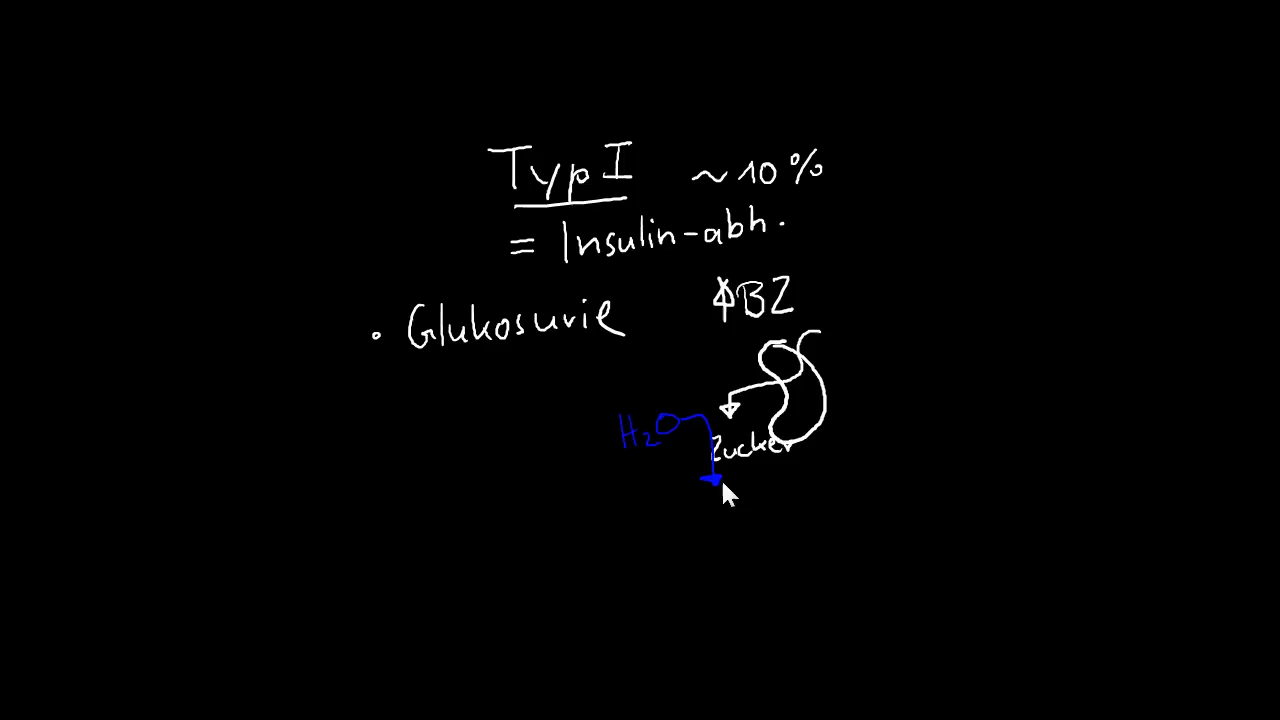 Typ I ~10%
= Insulin-abh.
• Glukosurie ↑BZ
H₂O
Zucker